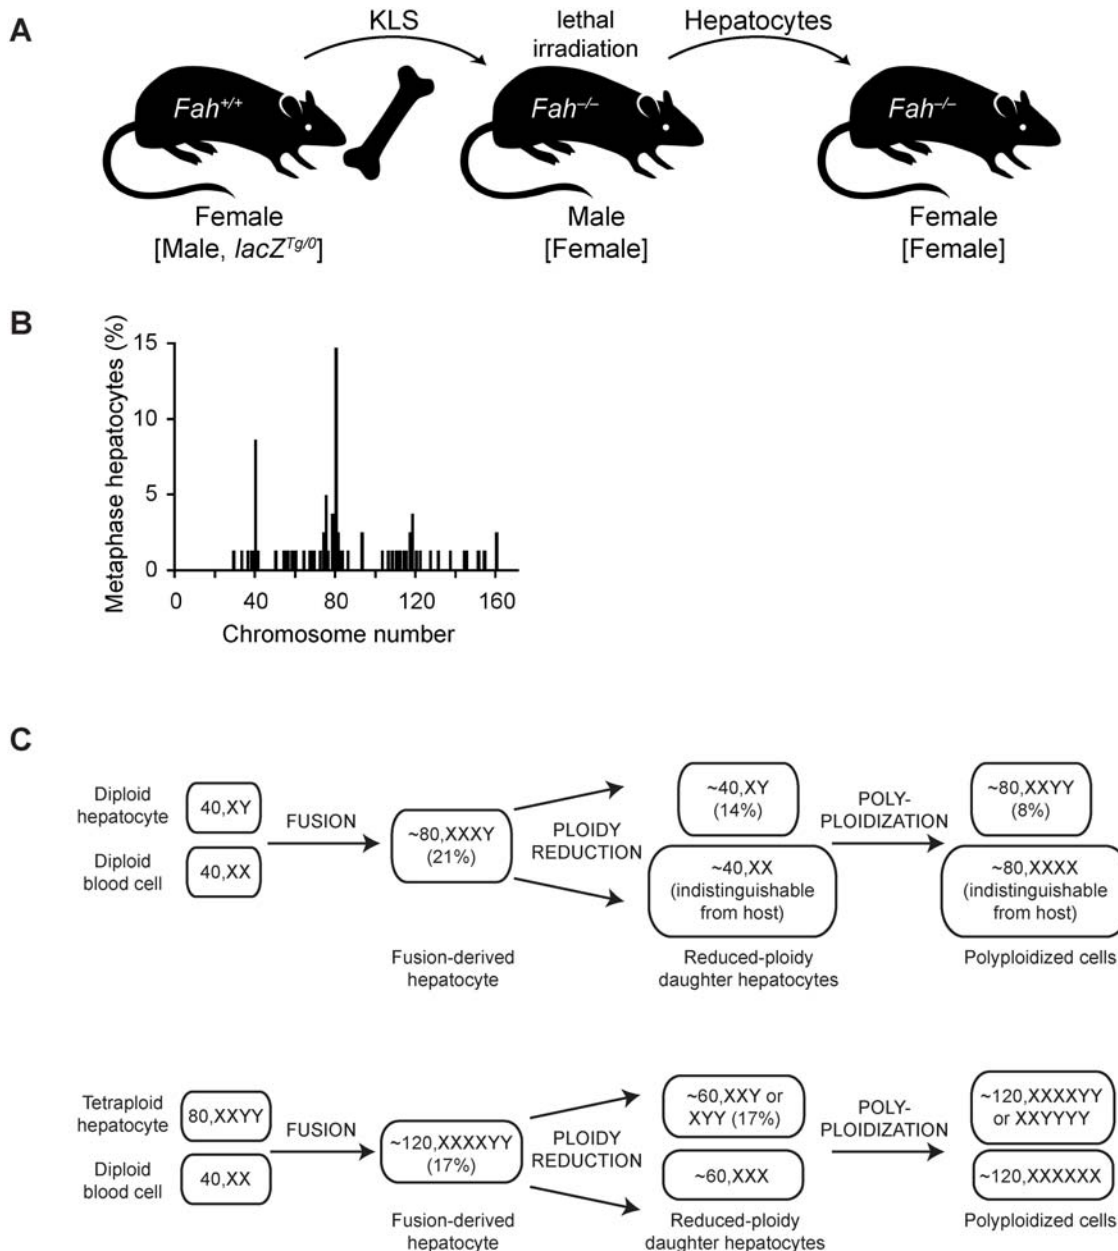 A
KLS
lethal
irradiation
Hepatocytes
Fah+/+
Fah–/–
Fah–/–
Female
[Male, lacZTg/0]
Male
[Female]
Female
[Female]
B
Metaphase hepatocytes (%)
15
10
5
0
0 40 80 120 160
Chromosome number
C
Diploid
hepatocyte
40,XY
Diploid
blood cell
40,XX
FUSION
~80,XXXY
(21%)
Fusion-derived
hepatocyte
PLOIDY
REDUCTION
~40,XY
(14%)
~40,XX
(indistinguishable
from host)
Reduced-ploidy
daughter hepatocytes
POLY-
PLOIDIZATION
~80,XXYY
(8%)
~80,XXXX
(indistinguishable
from host)
Polyploidized cells
Tetraploid
hepatocyte
80,XXYY
Diploid
blood cell
40,XX
FUSION
~120,XXXXYY
(17%)
Fusion-derived
hepatocyte
PLOIDY
REDUCTION
~60,XXY or
XYY (17%)
~60,XXX
Reduced-ploidy
daughter hepatocytes
POLY-
PLOIDIZATION
~120,XXXXYY
or XXYYYY
~120,XXXXXX
Polyploidized cells